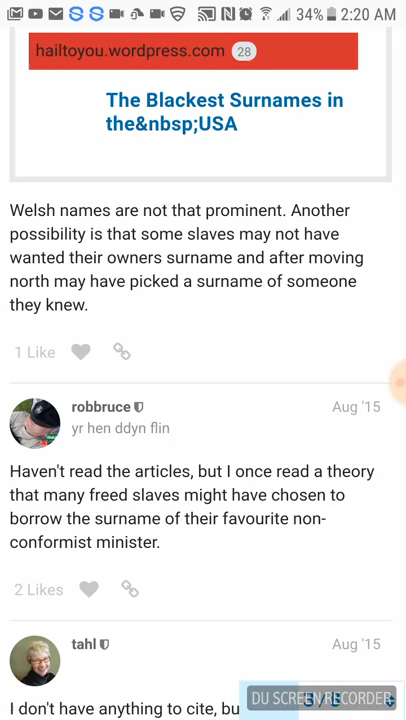 34% 2:20 AM
hailtoyou.wordpress.com 28
The Blackest Surnames in
the&nbsp;USA
Welsh names are not that prominent. Another
possibility is that some slaves may not have
wanted their owners surname and after moving
north may have picked a surname of someone
they knew.
1 Like
robbruce Aug '15
yr hen ddyn flin
Haven't read the articles, but I once read a theory
that many freed slaves might have chosen to
borrow the surname of their favourite non-
conformist minister.
2 Likes
tahl Aug '15
I don't have anything to cite, bu
DU SCREEN RECORDER